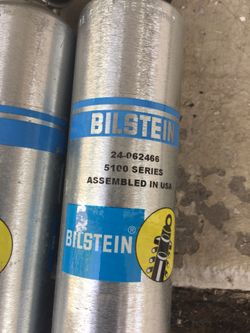 BILSTEIN
24-062466
5100 SERIES
ASSEMBLED IN USA
BILSTEIN®